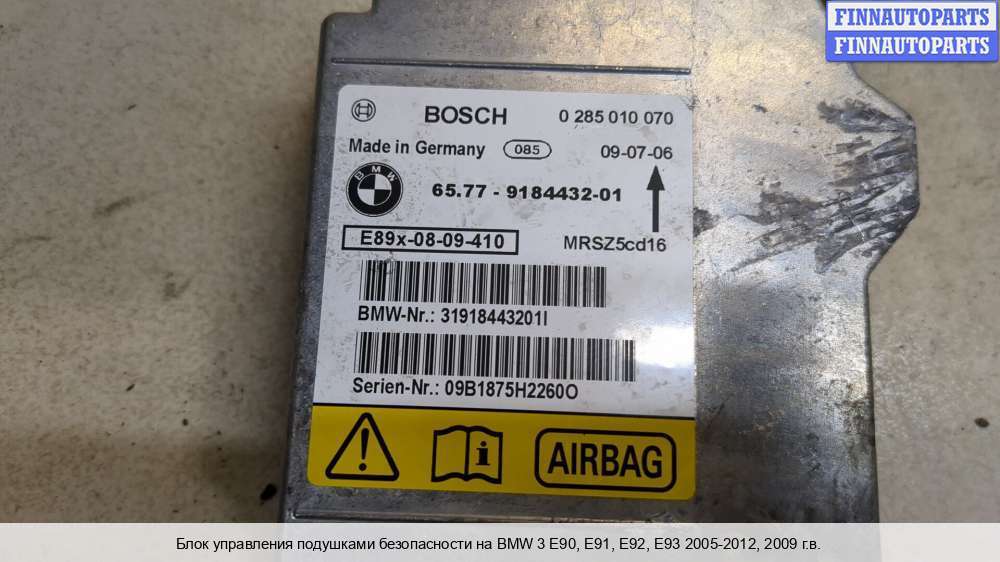 FINNAUTOPARTS
FINNAUTOPARTS
BOSCH 0 285 010 070
Made in Germany 085 09-07-06
BMW 65.77 - 9184432-01
E89x-08-09-410 MRSZ5cd16
BMW-Nr.: 31918443201I
Serien-Nr.: 09B1875H2260O
AIRBAG
Блок управления подушками безопасности на BMW 3 E90, E91, E92, E93 2005-2012, 2009 г.в.